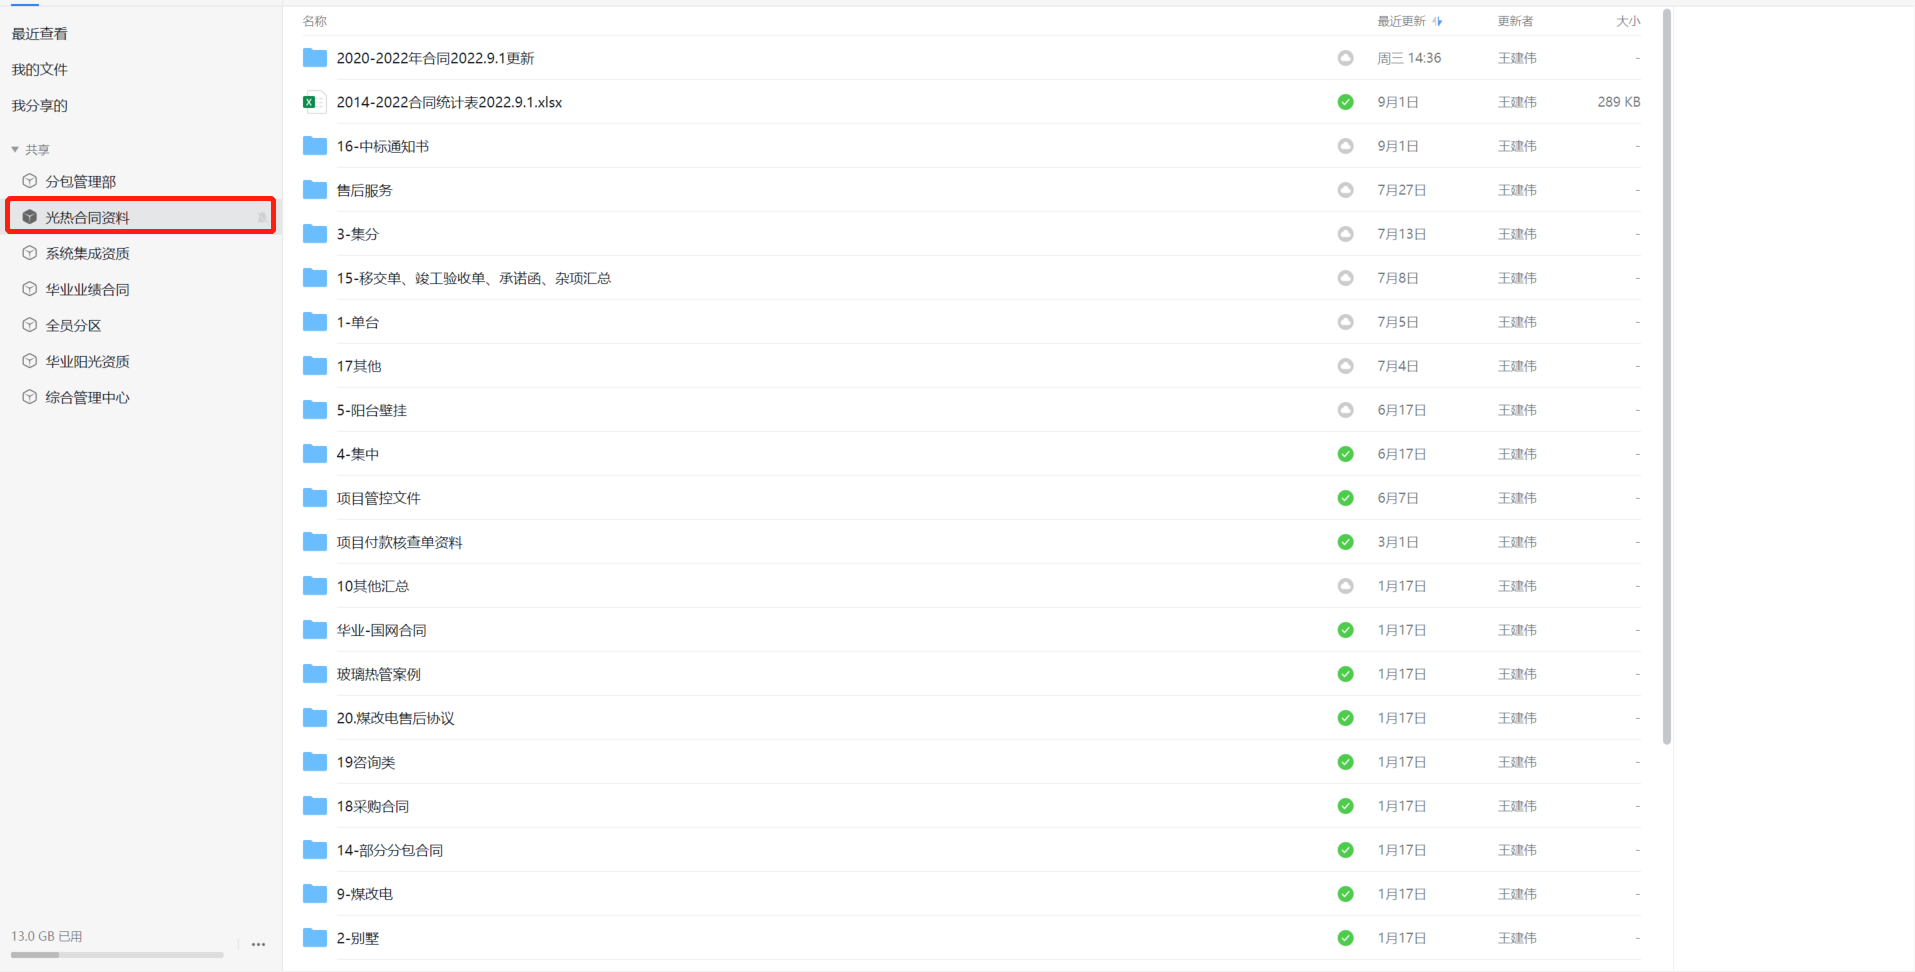 最近查看
我的文件
我分享的
共享
分包管理部
光热合同资料
系统集成资质
华业业绩合同
全员分区
华业阳光资质
综合管理中心
13.0 GB 已用
名称 最近更新 更新者 大小
2020-2022年合同2022.9.1更新 周三 14:36 王建伟 -
2014-2022合同统计表2022.9.1.xlsx 9月1日 王建伟 289 KB
16-中标通知书 9月1日 王建伟 -
售后服务 7月27日 王建伟 -
3-集分 7月13日 王建伟 -
15-移交单、竣工验收单、承诺函、杂项汇总 7月8日 王建伟 -
1-单台 7月5日 王建伟 -
17其他 7月4日 王建伟 -
5-阳台壁挂 6月17日 王建伟 -
4-集中 6月17日 王建伟 -
项目管控文件 6月7日 王建伟 -
项目付款核查单资料 3月1日 王建伟 -
10其他汇总 1月17日 王建伟 -
华业-国网合同 1月17日 王建伟 -
玻璃热管案例 1月17日 王建伟 -
20.煤改电售后协议 1月17日 王建伟 -
19咨询类 1月17日 王建伟 -
18采购合同 1月17日 王建伟 -
14-部分分包合同 1月17日 王建伟 -
9-煤改电 1月17日 王建伟 -
2-别墅 1月17日 王建伟 -